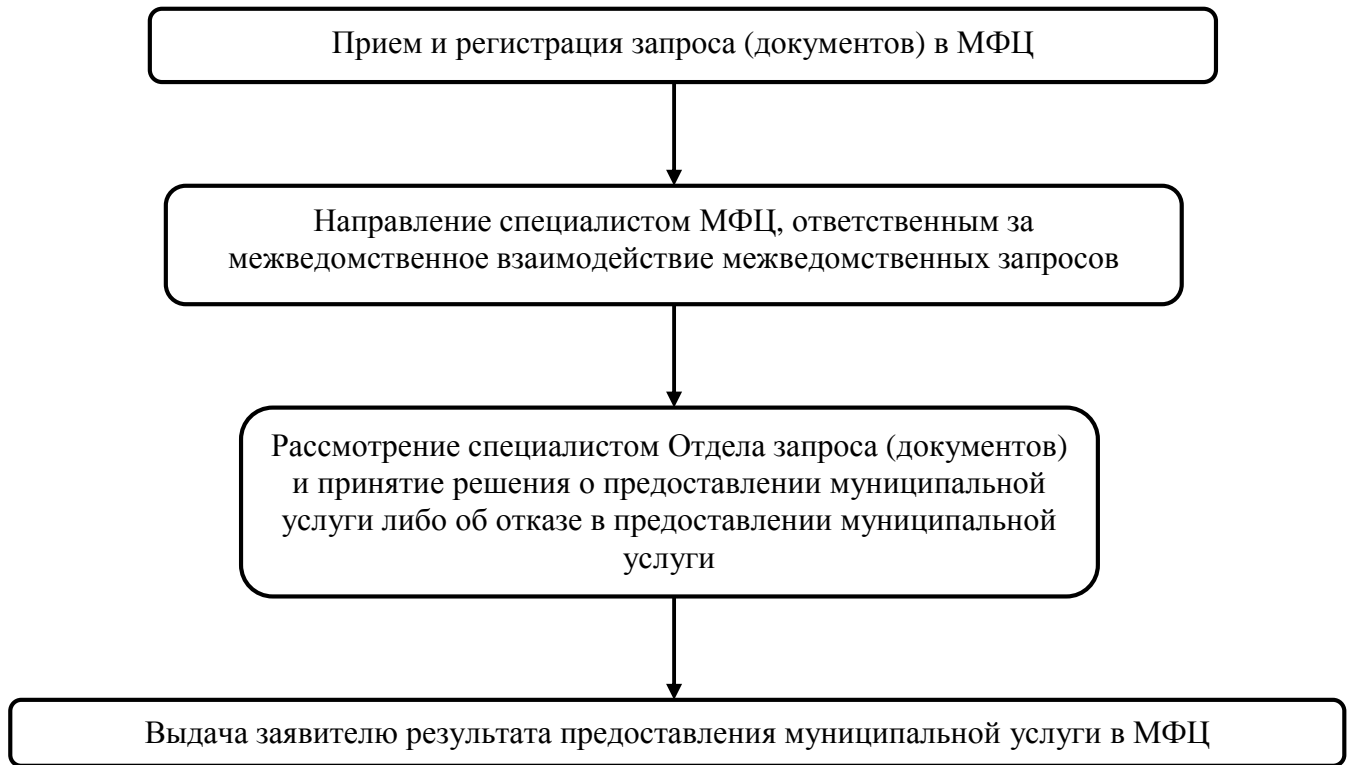 Прием и регистрация запроса (документов) в МФЦ
Направление специалистом МФЦ, ответственным за
межведомственное взаимодействие межведомственных запросов
Рассмотрение специалистом Отдела запроса (документов)
и принятие решения о предоставлении муниципальной
услуги либо об отказе в предоставлении муниципальной
услуги
Выдача заявителю результата предоставления муниципальной услуги в МФЦ